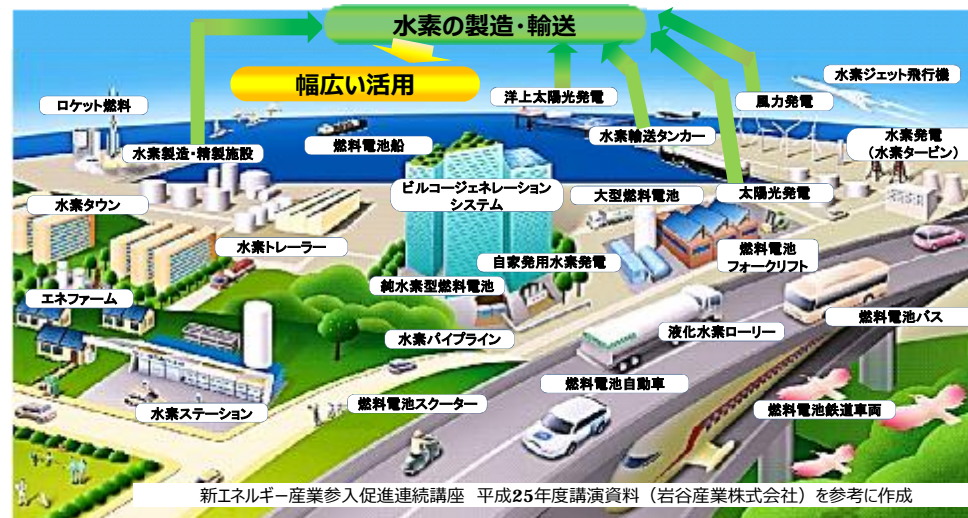 水素の製造・輸送
幅広い活用
水素ジェット飛行機
ロケット燃料
洋上太陽光発電
風力発電
水素製造・精製施設
燃料電池船
水素輸送タンカー
水素発電
（水素タービン）
水素タウン
ビルコージェネレーション
システム
大型燃料電池
太陽光発電
水素トレーラー
自家発用水素発電
燃料電池
フォークリフト
エネファーム
純水素型燃料電池
水素パイプライン
液化水素ローリー
燃料電池バス
水素ステーション
燃料電池スクーター
燃料電池自動車
燃料電池鉄道車両
新エネルギー産業参入促進連続講座 平成25年度講演資料（岩谷産業株式会社）を参考に作成